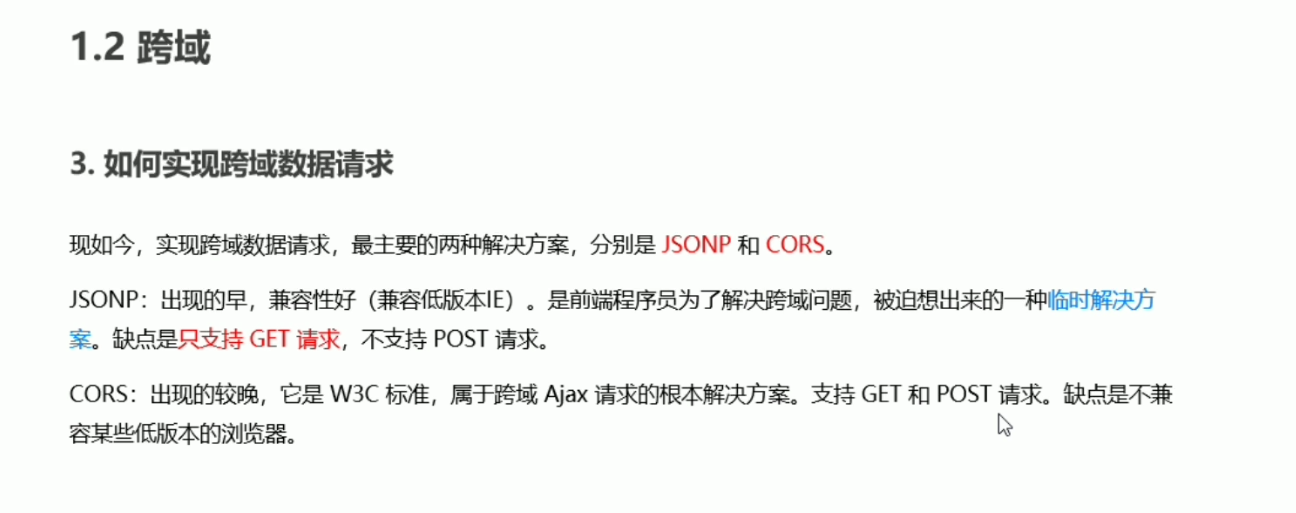 1.2 跨域
3. 如何实现跨域数据请求
现如今，实现跨域数据请求，最主要的两种解决方案，分别是 JSONP 和 CORS。
JSONP：出现的早，兼容性好（兼容低版本IE）。是前端程序员为了解决跨域问题，被迫想出来的一种临时解决方
案。缺点是只支持 GET 请求，不支持 POST 请求。
CORS：出现的较晚，它是 W3C 标准，属于跨域 Ajax 请求的根本解决方案。支持 GET 和 POST 请求。缺点是不兼
容某些低版本的浏览器。